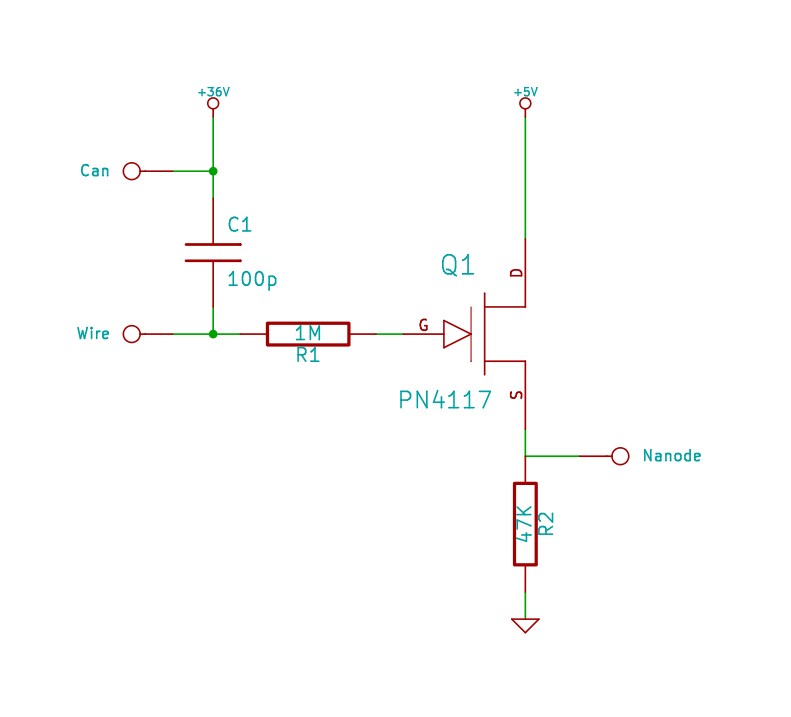 +36V
+5V
Can
C1
100p
Q1
D
Wire
1M
R1
G
PN4117
S
Nanode
47K
R2